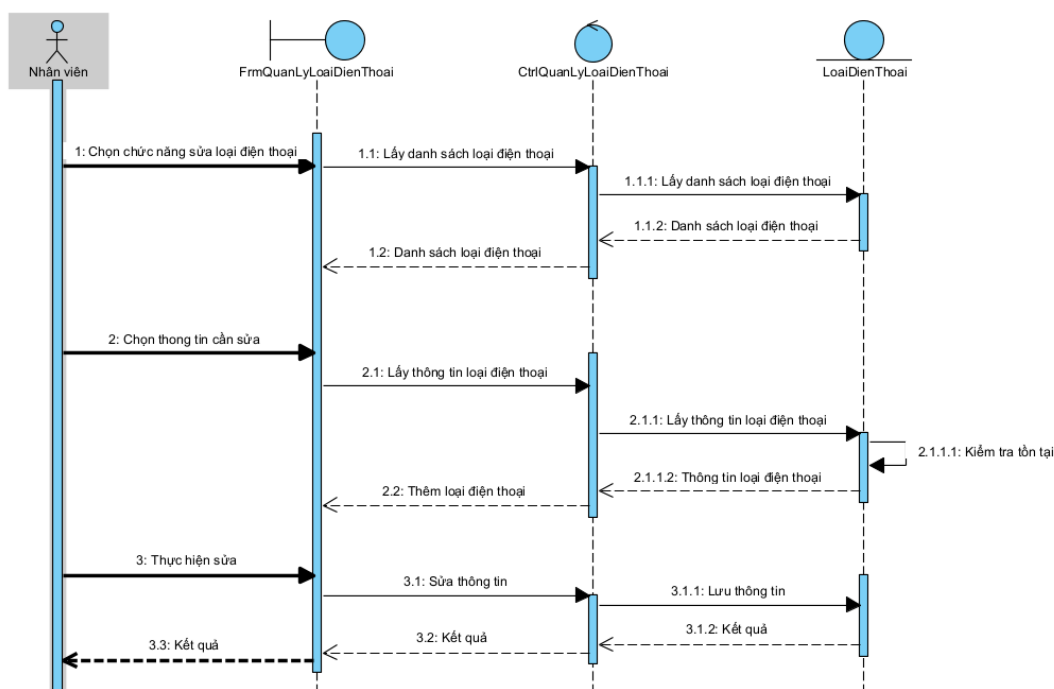 Nhân viên
FrmQuanLyLoaiDienThoai
CtrlQuanLyLoaiDienThoai
LoaiDienThoai
1: Chọn chức năng sửa loại điện thoại
1.1: Lấy danh sách loại điện thoại
1.1.1: Lấy danh sách loại điện thoại
1.1.2: Danh sách loại điện thoại
1.2: Danh sách loại điện thoại
2: Chọn thong tin cần sửa
2.1: Lấy thông tin loại điện thoại
2.1.1: Lấy thông tin loại điện thoại
2.1.1.1: Kiểm tra tồn tại
2.1.1.2: Thông tin loại điện thoại
2.2: Thêm loại điện thoại
3: Thực hiện sửa
3.1: Sửa thông tin
3.1.1: Lưu thông tin
3.1.2: Kết quả
3.2: Kết quả
3.3: Kết quả